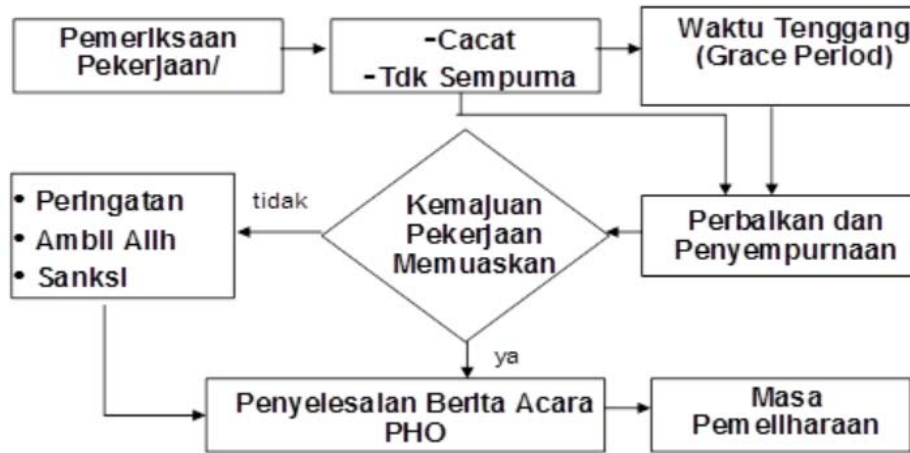 Pemeriksaan
Pekerjaan/
-Cacat
-Tdk Sempurna
Waktu Tenggang
(Grace Period)
Perbaikan dan
Penyempurnaan
Kemajuan
Pekerjaan
Memuaskan
tidak
• Peringatan
• Ambil Alih
• Sanksi
ya
Penyelesaian Berita Acara
PHO
Masa
Pemeliharaan